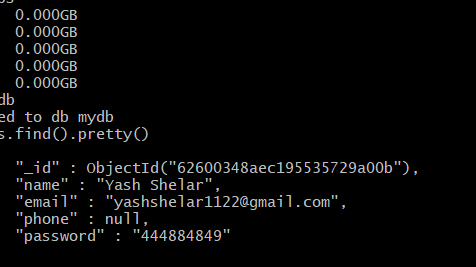 0.000GB
0.000GB
0.000GB
0.000GB
0.000GB
db
ed to db mydb
s.find().pretty()
"_id" : ObjectId("62600348aec195535729a00b"),
"name" : "Yash Shelar",
"email" : "yashshelar1122@gmail.com",
"phone" : null,
"password" : "444884849"